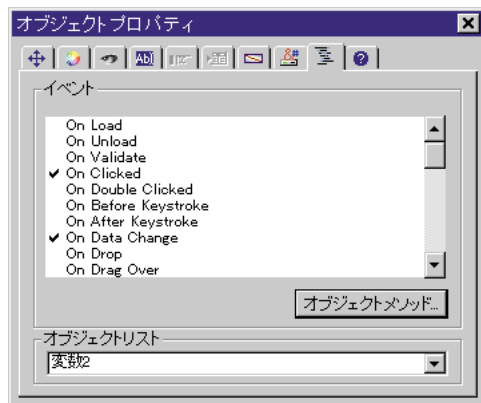 オブジェクトプロパティ
イベント
On Load
On Unload
On Validate
On Clicked
On Double Clicked
On Before Keystroke
On After Keystroke
On Data Change
On Drop
On Drag Over
オブジェクトメソッド...
オブジェクトリスト
変数2